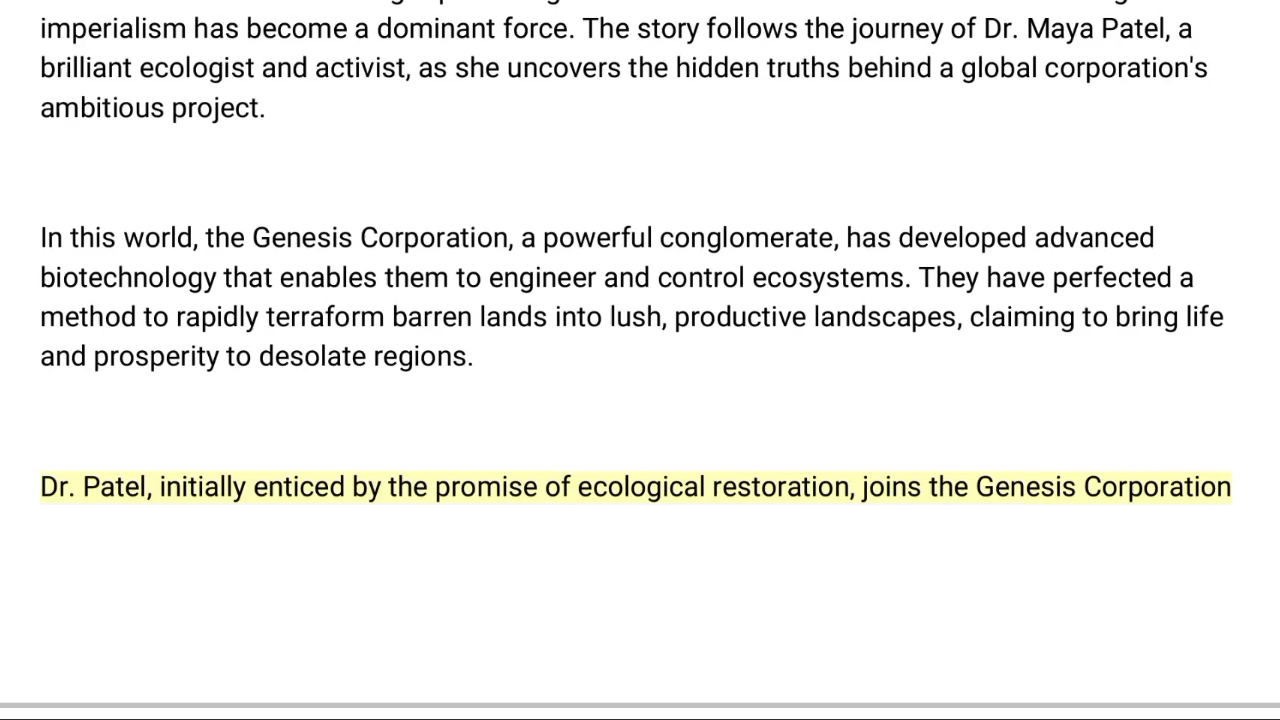 imperialism has become a dominant force. The story follows the journey of Dr. Maya Patel, a
brilliant ecologist and activist, as she uncovers the hidden truths behind a global corporation's
ambitious project.
In this world, the Genesis Corporation, a powerful conglomerate, has developed advanced
biotechnology that enables them to engineer and control ecosystems. They have perfected a
method to rapidly terraform barren lands into lush, productive landscapes, claiming to bring life
and prosperity to desolate regions.
Dr. Patel, initially enticed by the promise of ecological restoration, joins the Genesis Corporation